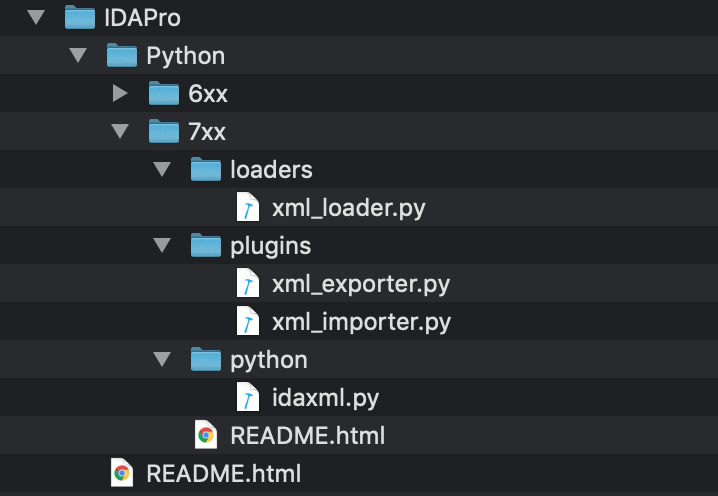 IDAPro
Python
6xx
7xx
loaders
xml_loader.py
plugins
xml_exporter.py
xml_importer.py
python
idaxml.py
README.html
README.html